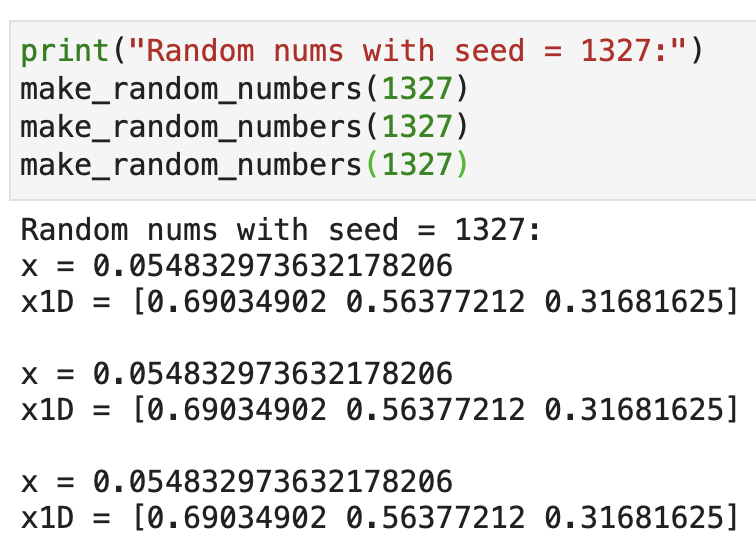 print("Random nums with seed = 1327:")
make_random_numbers(1327)
make_random_numbers(1327)
make_random_numbers(1327)
Random nums with seed = 1327:
x = 0.054832973632178206
x1D = [0.69034902 0.56377212 0.31681625]
x = 0.054832973632178206
x1D = [0.69034902 0.56377212 0.31681625]
x = 0.054832973632178206
x1D = [0.69034902 0.56377212 0.31681625]